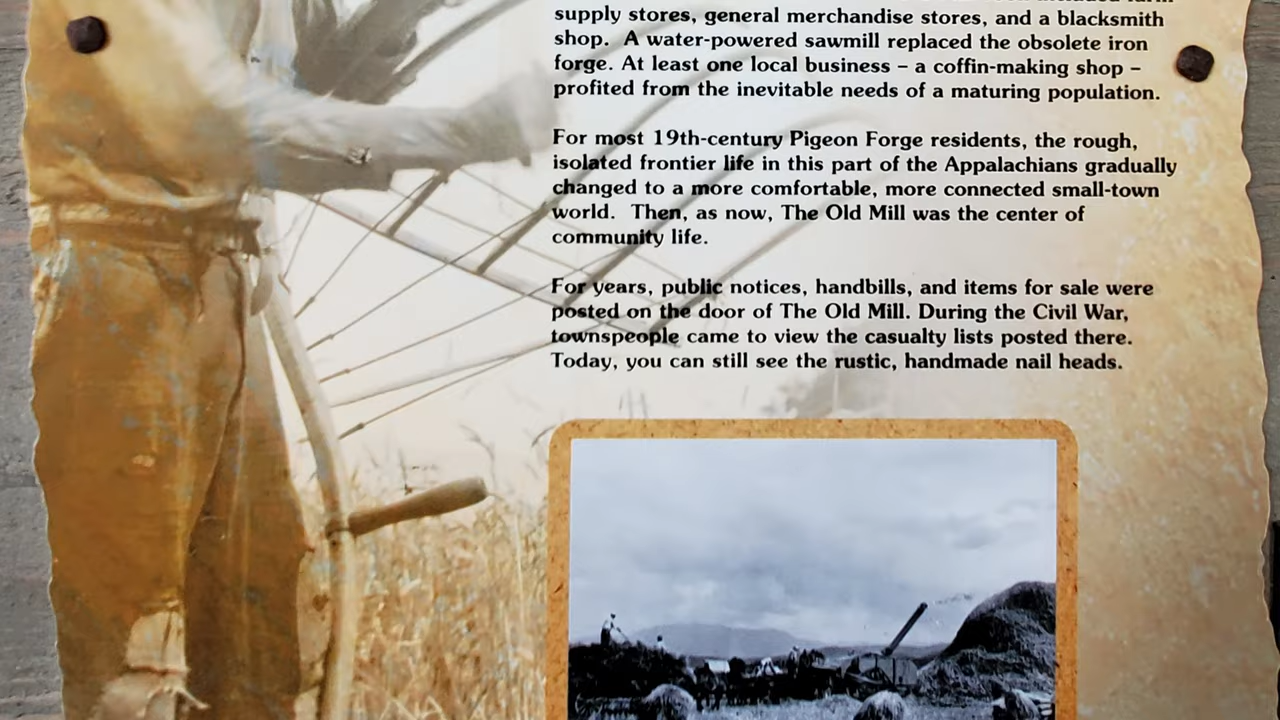 supply stores, general merchandise stores, and a blacksmith
shop.  A water-powered sawmill replaced the obsolete iron
forge. At least one local business – a coffin-making shop –
profited from the inevitable needs of a maturing population.
For most 19th-century Pigeon Forge residents, the rough,
isolated frontier life in this part of the Appalachians gradually
changed to a more comfortable, more connected small-town
world.  Then, as now, The Old Mill was the center of
community life.
For years, public notices, handbills, and items for sale were
posted on the door of The Old Mill. During the Civil War,
townspeople came to view the casualty lists posted there.
Today, you can still see the rustic, handmade nail heads.